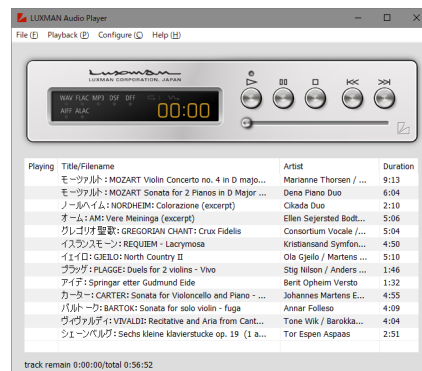 LUXMAN Audio Player
File (F) Playback (P) Configure (C) Help (H)
LUXMAN CORPORATION, JAPAN
WAV FLAC MP3 DSF DFF
AIFF ALAC
00:00
Playing Title/Filename Artist Duration
モーツァルト：MOZART Violin Concerto no. 4 in D majo... Marianne Thorsen / ... 9:13
モーツァルト：MOZART Sonata for 2 Pianos in D Major ... Dena Piano Duo 6:04
ノールヘイム：NORDHEIM: Colorazione (excerpt) Cikada Duo 2:10
オーム：AM: Vere Meininga (excerpt) Ellen Sejersted Bodt... 5:06
グレゴリオ聖歌：GREGORIAN CHANT: Crux Fidelis Consortium Vocale /... 5:04
イスランスモーン：REQUIEM - Lacrymosa Kristiansand Symfon... 4:50
イェイロ：GJEILO: North Country II Ola Gjeilo / Martens ... 5:10
プラッゲ：PLAGGE: Duels for 2 violins - Vivo Stig Nilson / Anders ... 1:46
アイデ：Springar etter Gudmund Eide Berit Opheim Versto 1:32
カーター：CARTER: Sonata for Violoncello and Piano - ... Johannes Martens E... 4:55
バルトーク：BARTOK: Sonata for solo violin - fuga Annar Folleso 4:09
ヴィヴァルディ：VIVALDI: Recitative and Aria from Cant... Tone Wik / Barokka... 4:04
シェーンベルグ：Sechs kleine klavierstucke op. 19 (1 a... Tor Espen Aspaas 2:51
track remain 0:00:00/total 0:56:52